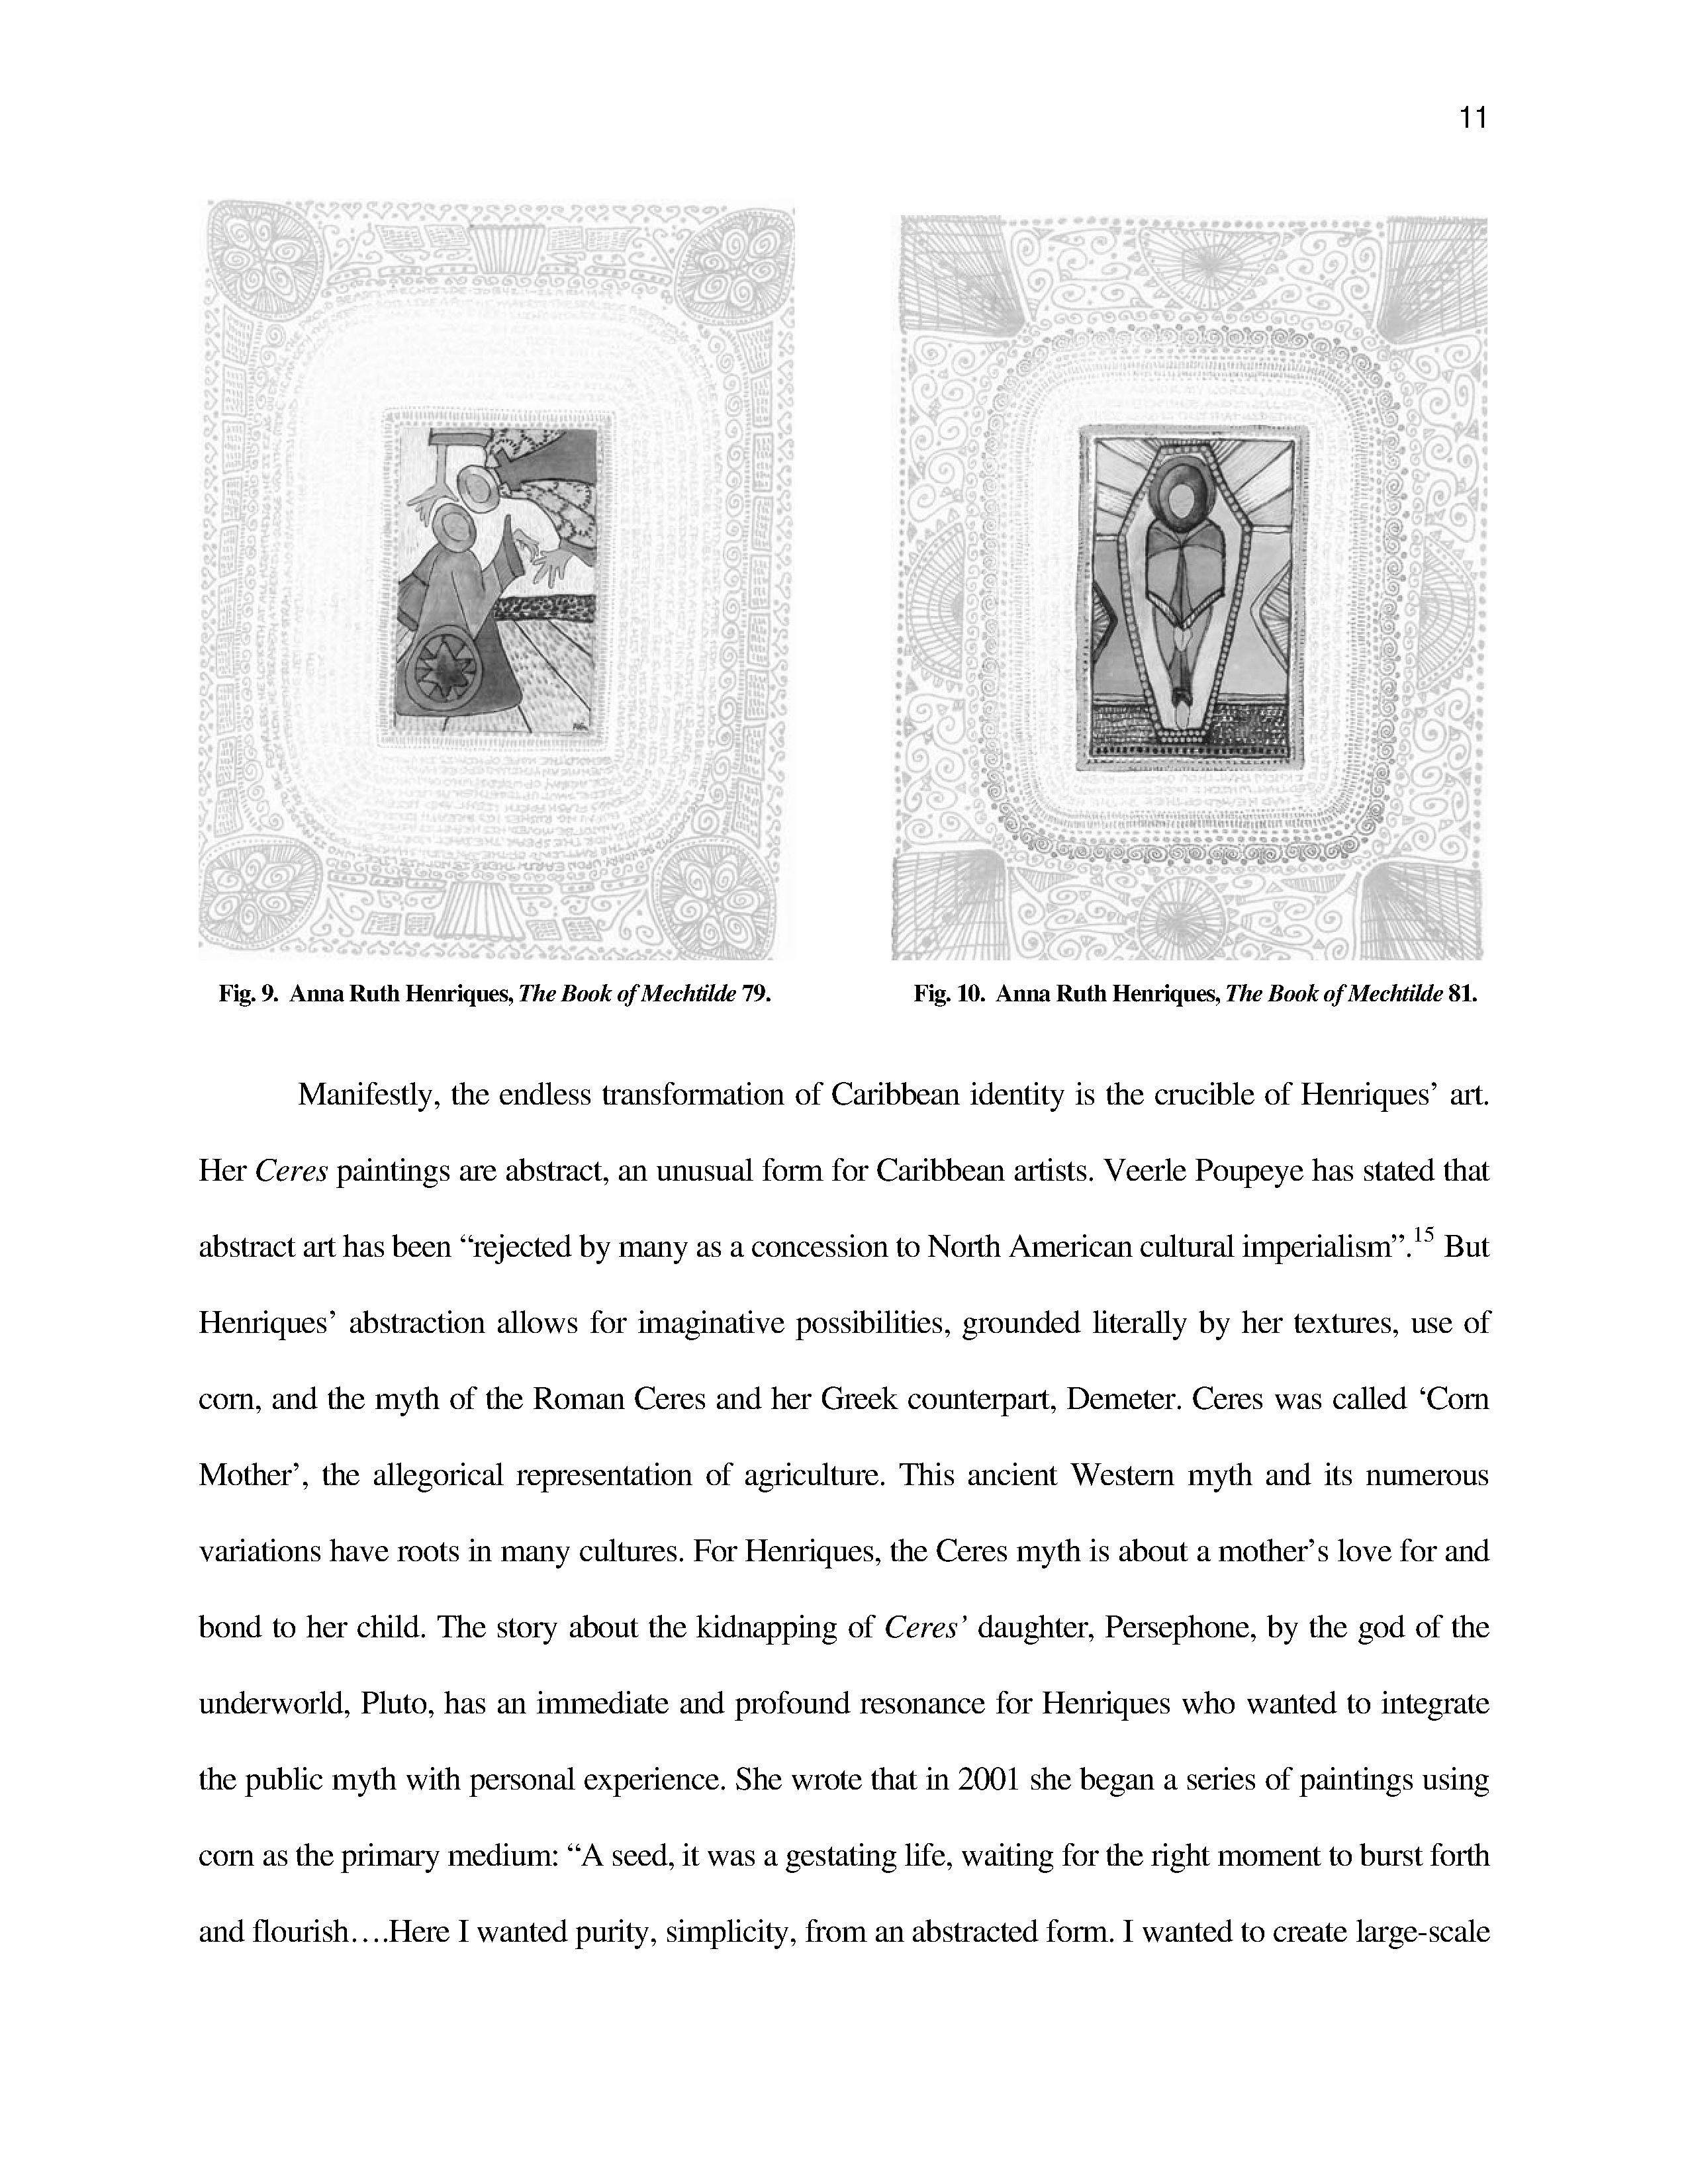 11
Fig. 9. Anna Ruth Henriques, The Book of Mechtilde 79.
Fig. 10. Anna Ruth Henriques, The Book of Mechtilde 81.
Manifestly, the endless transformation of Caribbean identity is the crucible of Henriques’ art.
Her Ceres paintings are abstract, an unusual form for Caribbean artists. Veerle Poupeye has stated that
abstract art has been “rejected by many as a concession to North American cultural imperialism”.15 But
Henriques’ abstraction allows for imaginative possibilities, grounded literally by her textures, use of
corn, and the myth of the Roman Ceres and her Greek counterpart, Demeter. Ceres was called ‘Corn
Mother’, the allegorical representation of agriculture. This ancient Western myth and its numerous
variations have roots in many cultures. For Henriques, the Ceres myth is about a mother’s love for and
bond to her child. The story about the kidnapping of Ceres’ daughter, Persephone, by the god of the
underworld, Pluto, has an immediate and profound resonance for Henriques who wanted to integrate
the public myth with personal experience. She wrote that in 2001 she began a series of paintings using
corn as the primary medium: “A seed, it was a gestating life, waiting for the right moment to burst forth
and flourish….Here I wanted purity, simplicity, from an abstracted form. I wanted to create large-scale